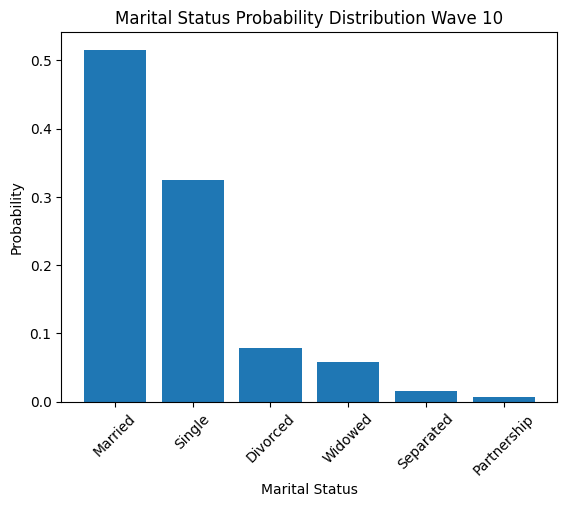 Marital Status Probability Distribution Wave 10
Probability
0.5
0.4
0.3
0.2
0.1
0.0
Married
Single
Divorced
Widowed
Separated
Partnership
Marital Status